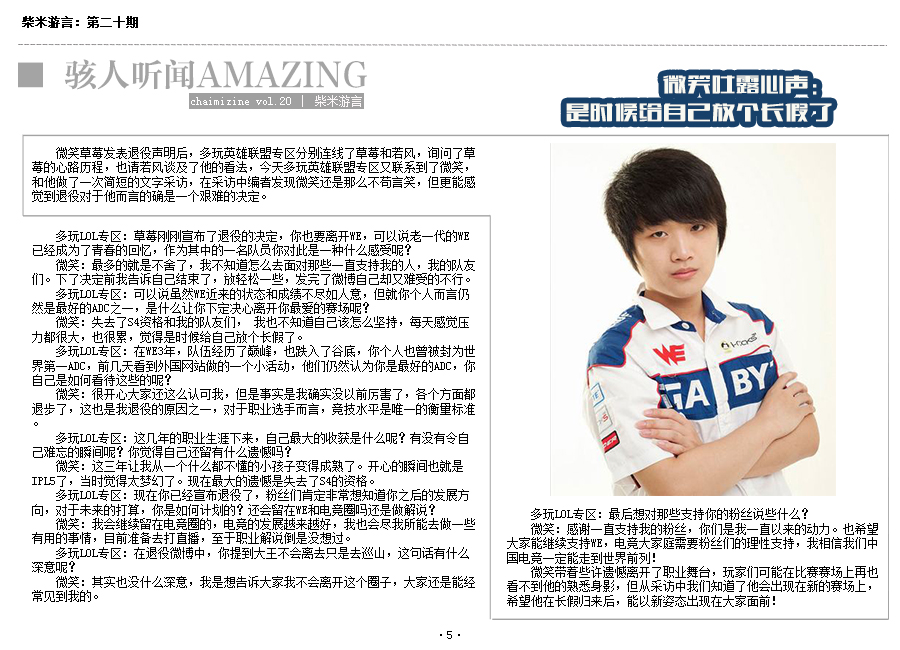 柴米游言：第二十期
骇人听闻AMAZING
chaimizine vol.20 | 柴米游言
微笑吐露心声：
是时候给自己放个长假了
微笑草莓发表退役声明后，多玩英雄联盟专区分别连线了草莓和若风，询问了草
莓的心路历程，也请若风谈及了他的看法，今天多玩英雄联盟专区又联系到了微笑，
和他做了一次简短的文字采访，在采访中编者发现微笑还是那么不苟言笑，但更能感
觉到退役对于他而言的确是一个艰难的决定。
多玩LOL专区：草莓刚刚宣布了退役的决定，你也要离开WE，可以说老一代的WE
已经成为了青春的回忆，作为其中的一名队员你对此是一种什么感受呢？
微笑：最多的就是不舍了，我不知道怎么去面对那些一直支持我的人，我的队友
们。下了决定前我告诉自己结束了，放轻松一些，发完了微博自己却又难受的不行。
多玩LOL专区：可以说虽然WE近来的状态和成绩不尽如人意，但就你个人而言仍
然是最好的ADC之一，是什么让你下定决心离开你最爱的赛场呢？
微笑：失去了S4资格和我的队友们， 我也不知道自己该怎么坚持，每天感觉压
力都很大，也很累，觉得是时候给自己放个长假了。
多玩LOL专区：在WE3年，队伍经历了巅峰，也跌入了谷底，你个人也曾被封为世
界第一ADC，前几天看到外国网站做的一个小活动，他们仍然认为你是最好的ADC，你
自己是如何看待这些的呢？
微笑：很开心大家还这么认可我，但是事实是我确实没以前厉害了，各个方面都
退步了，这也是我退役的原因之一，对于职业选手而言，竞技水平是唯一的衡量标准
。
多玩LOL专区：这几年的职业生涯下来，自己最大的收获是什么呢？有没有令自
己难忘的瞬间呢？你觉得自己还留有什么遗憾吗？
微笑：这三年让我从一个什么都不懂的小孩子变得成熟了。开心的瞬间也就是
IPL5了，当时觉得太梦幻了。现在最大的遗憾是失去了S4的资格。
多玩LOL专区：现在你已经宣布退役了，粉丝们肯定非常想知道你之后的发展方
向，对于未来的打算，你是如何计划的？还会留在WE和电竞圈吗还是做解说？
微笑：我会继续留在电竞圈的，电竞的发展越来越好，我也会尽我所能去做一些
有用的事情，目前准备去打直播，至于职业解说倒是没想过。
多玩LOL专区：在退役微博中，你提到大王不会离去只是去巡山，这句话有什么
深意呢？
微笑：其实也没什么深意，我是想告诉大家我不会离开这个圈子，大家还是能经
常见到我的。
WE
GA BY
多玩LOL专区：最后想对那些支持你的粉丝说些什么？
微笑：感谢一直支持我的粉丝，你们是我一直以来的动力。也希望
大家能继续支持WE，电竞大家庭需要粉丝们的理性支持，我相信我们中
国电竞一定能走到世界前列！
微笑带着些许遗憾离开了职业舞台，玩家们可能在比赛赛场上再也
看不到他的熟悉身影，但从采访中我们知道了他会出现在新的赛场上，
希望他在长假归来后，能以新姿态出现在大家面前！
·5·